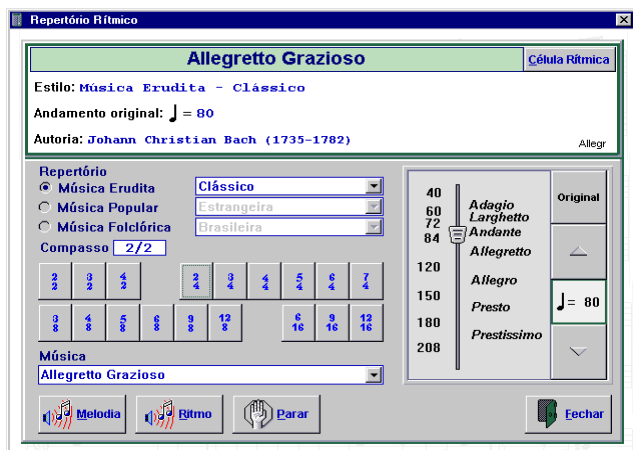 Repertório Rítmico
Allegretto Grazioso
Célula Rítmica
Estilo: Música Erudita - Clássico
Andamento original: ♩ = 80
Autoria: Johann Christian Bach (1735-1782)
Allegr
Repertório
Música Erudita Clássico
Música Popular Estrangeira
Música Folclórica Brasileira
Compasso 2/2
2/2 3/2 4/2 2/4 3/4 4/4 5/4 6/4 7/4
3/8 4/8 5/8 6/8 9/8 12/8 6/16 9/16 12/16
Música
Allegretto Grazioso
Melodia Ritmo Parar Fechar
40
60
72
84
120
150
180
208
Adagio
Larghetto
Andante
Allegretto
Allegro
Presto
Prestissimo
Original
♩= 80